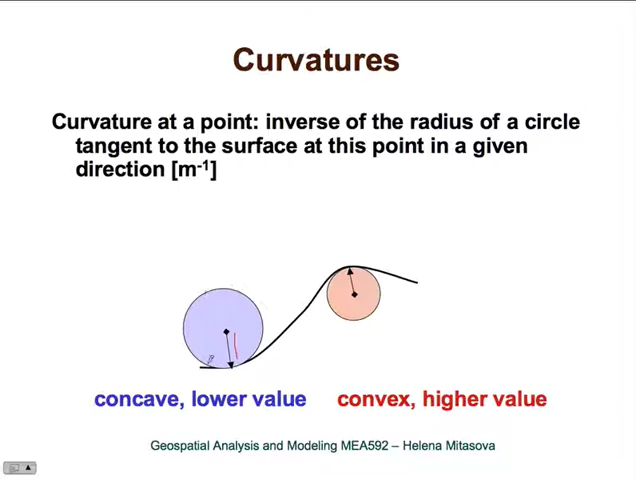 Curvatures
Curvature at a point: inverse of the radius of a circle
tangent to the surface at this point in a given
direction [m⁻¹]
concave, lower value
convex, higher value
Geospatial Analysis and Modeling MEA592 – Helena Mitasova